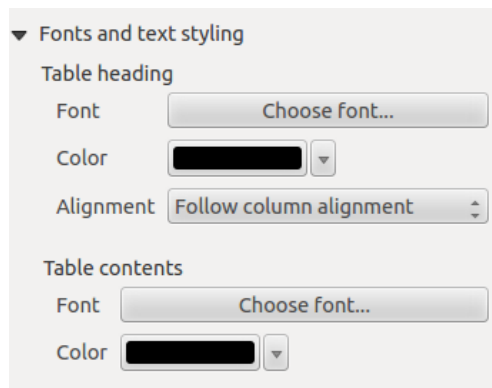 Fonts and text styling
Table heading
Font Choose font...
Color
Alignment Follow column alignment
Table contents
Font Choose font...
Color